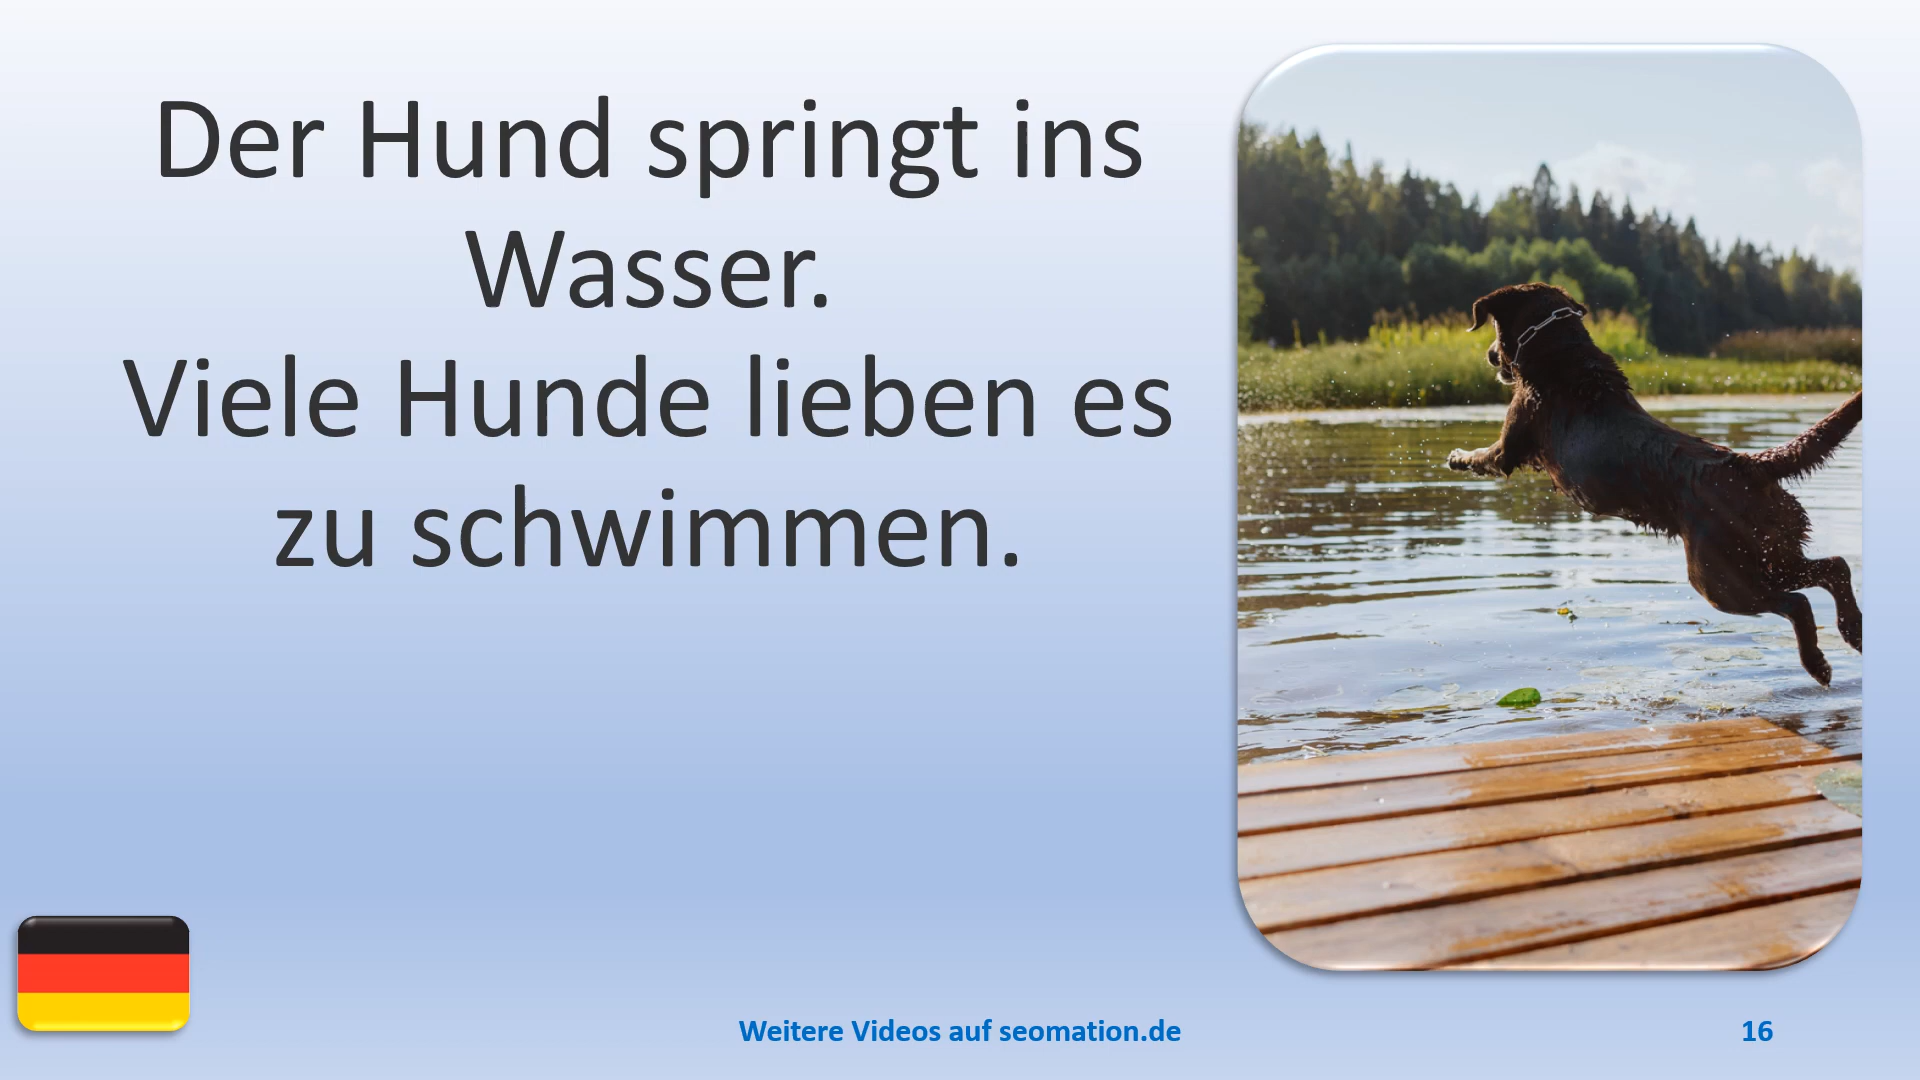 Der Hund springt ins
Wasser.
Viele Hunde lieben es
zu schwimmen.
Weitere Videos auf seomation.de
16